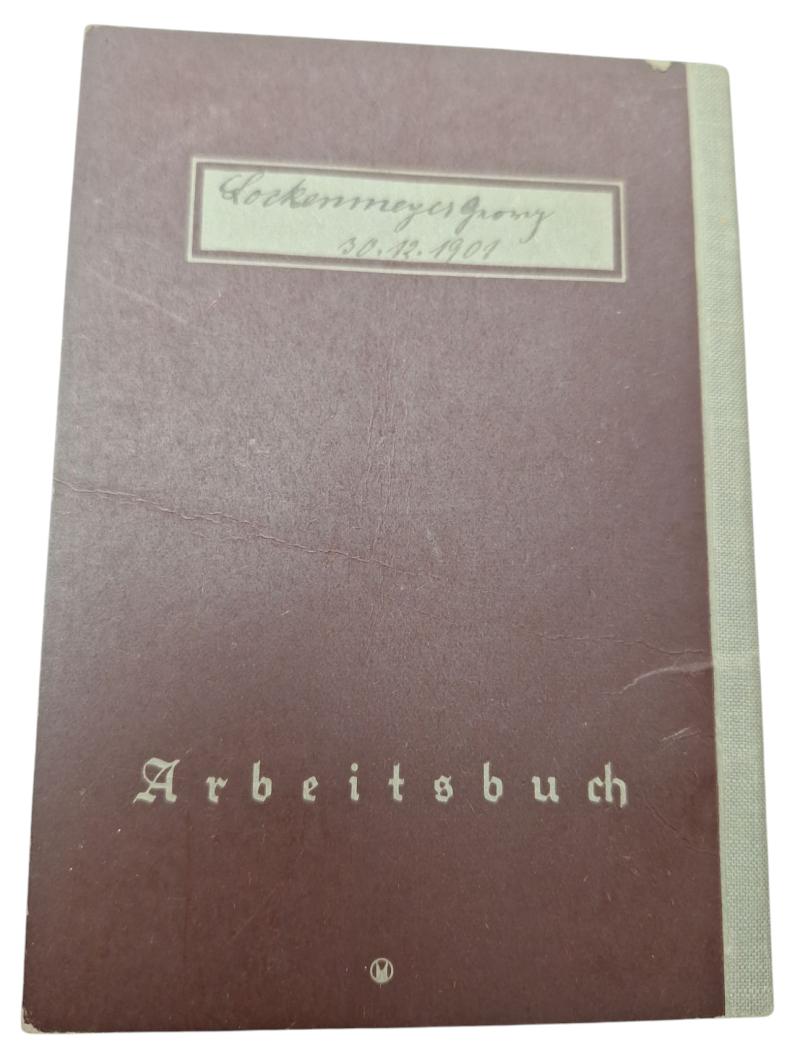 Lockenmeyer Georg
30.12.1901
Arbeitsbuch